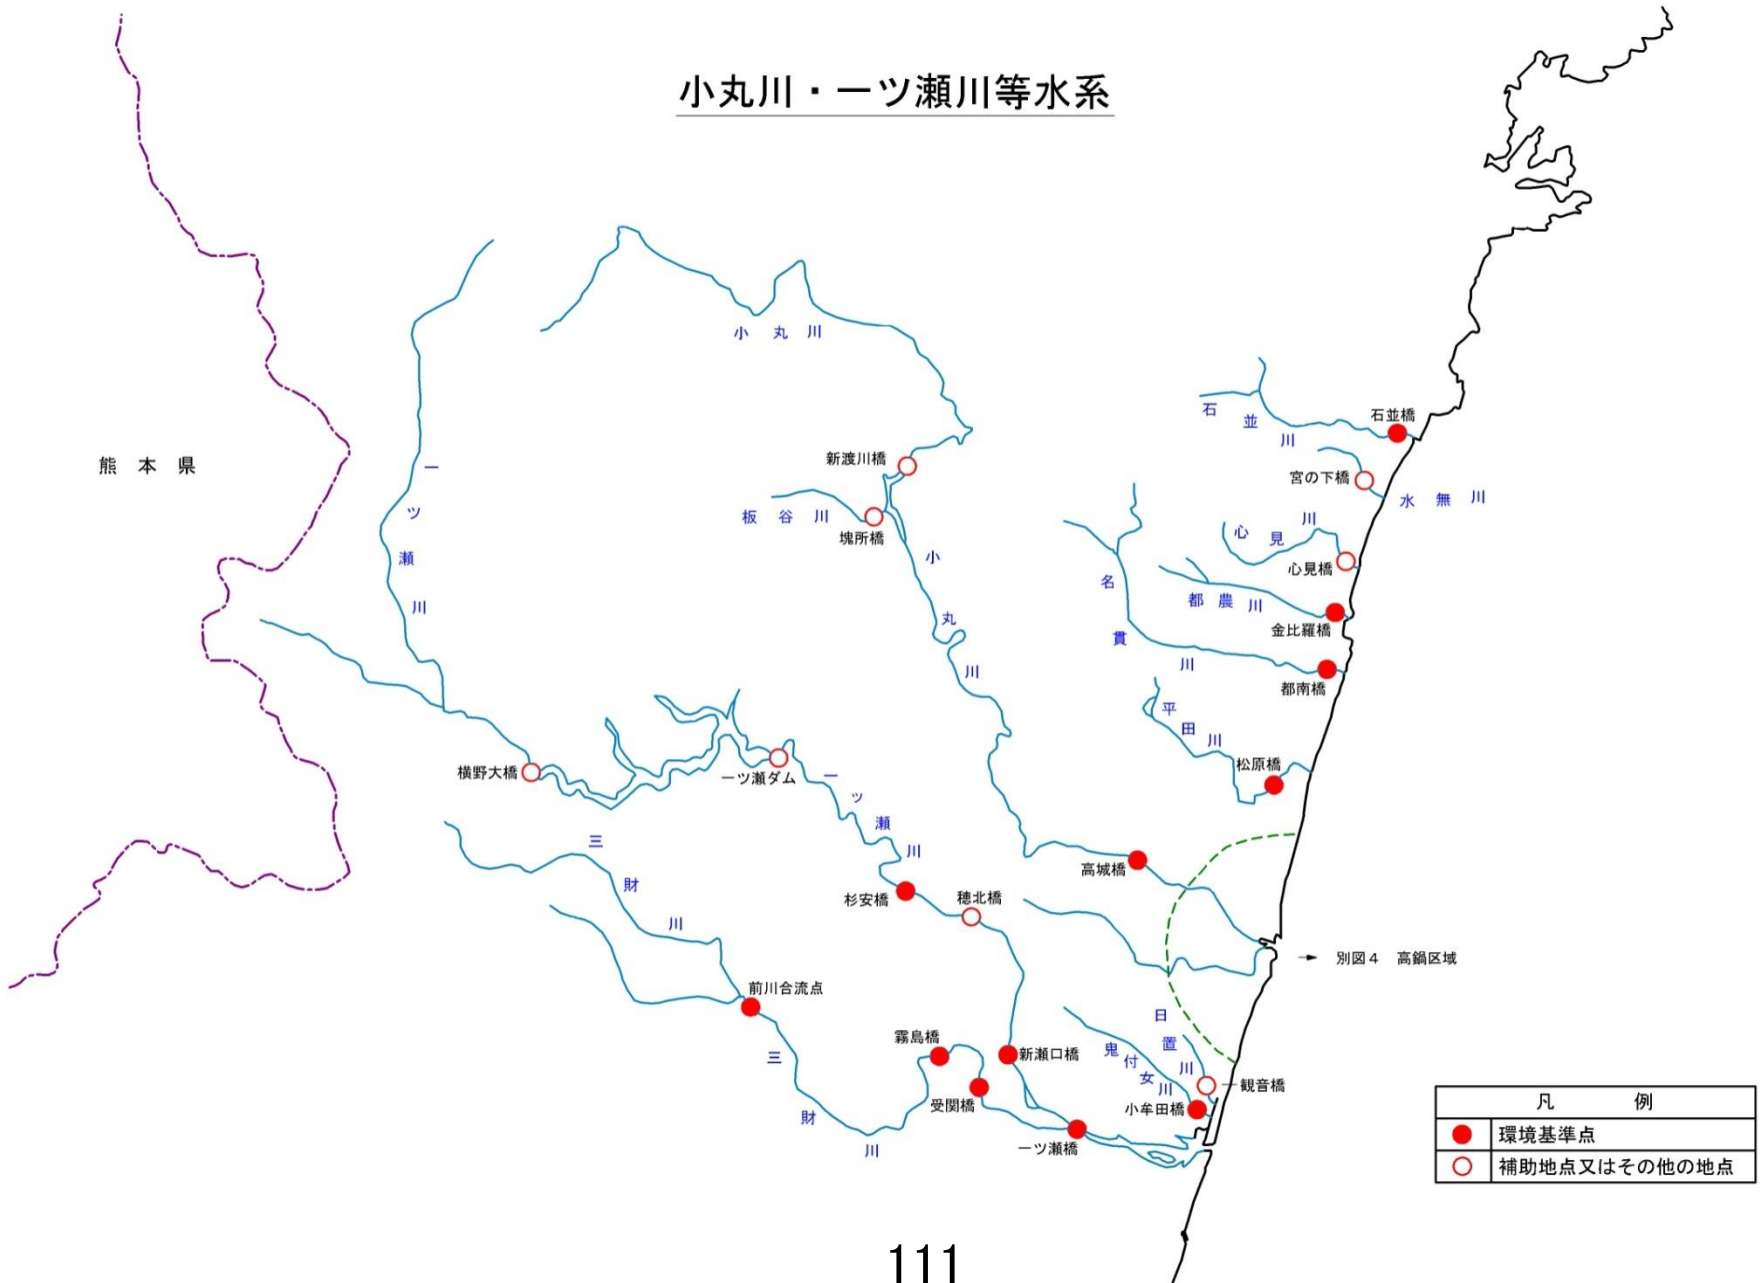 小丸川・一ツ瀬川等水系
小丸川
石並川
石並橋
熊本県
一ツ瀬川
新渡川橋
宮の下橋
水無川
板谷川
塊所橋
心見川
心見橋
小丸川
名貫川
都農川
金比羅橋
都南橋
平田川
松原橋
横野大橋
一ツ瀬ダム
一ツ瀬川
三財川
高城橋
杉安橋
穂北橋
別図4 高鍋区域
前川合流点
三財川
霧島橋
新瀬口橋
受関橋
日置川
鬼付女川
観音橋
小牟田橋
一ツ瀬橋
凡例
環境基準点
補助地点又はその他の地点
111